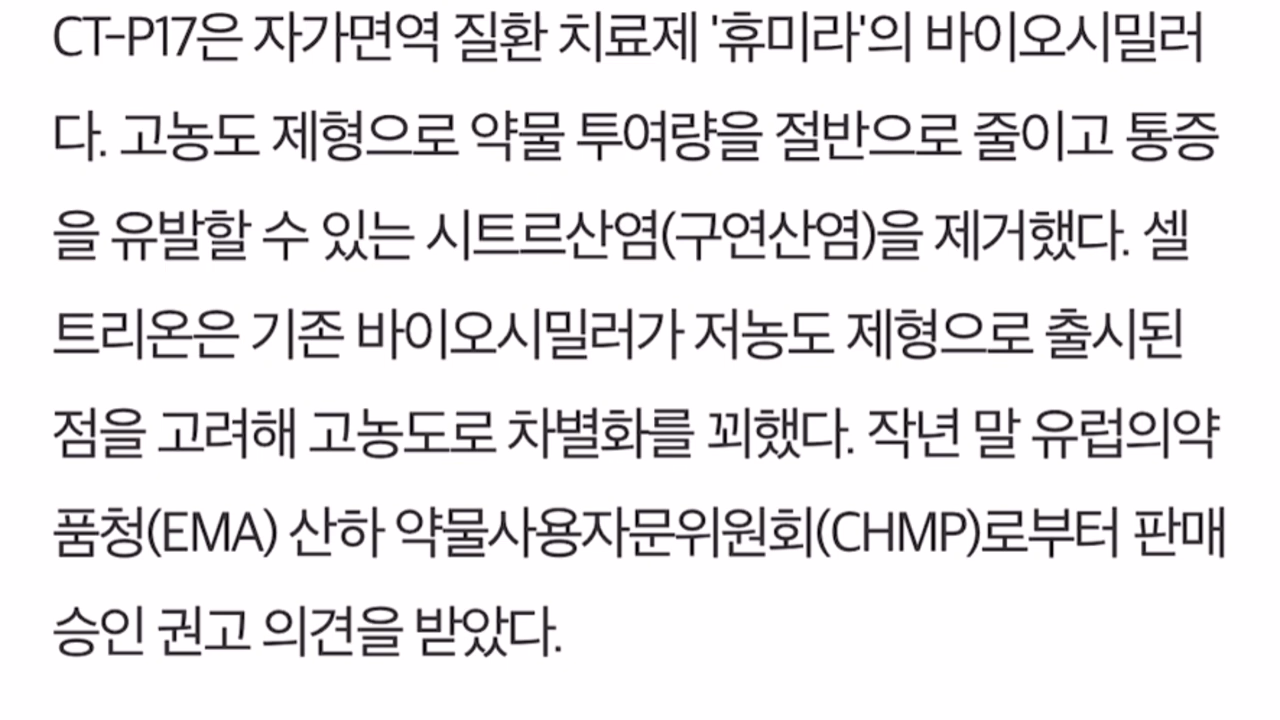 CT-P17은 자가면역 질환 치료제 '휴미라'의 바이오시밀러
다. 고농도 제형으로 약물 투여량을 절반으로 줄이고 통증
을 유발할 수 있는 시트르산염(구연산염)을 제거했다. 셀
트리온은 기존 바이오시밀러가 저농도 제형으로 출시된
점을 고려해 고농도로 차별화를 꾀했다. 작년 말 유럽의약
품청(EMA) 산하 약물사용자문위원회(CHMP)로부터 판매
승인 권고 의견을 받았다.